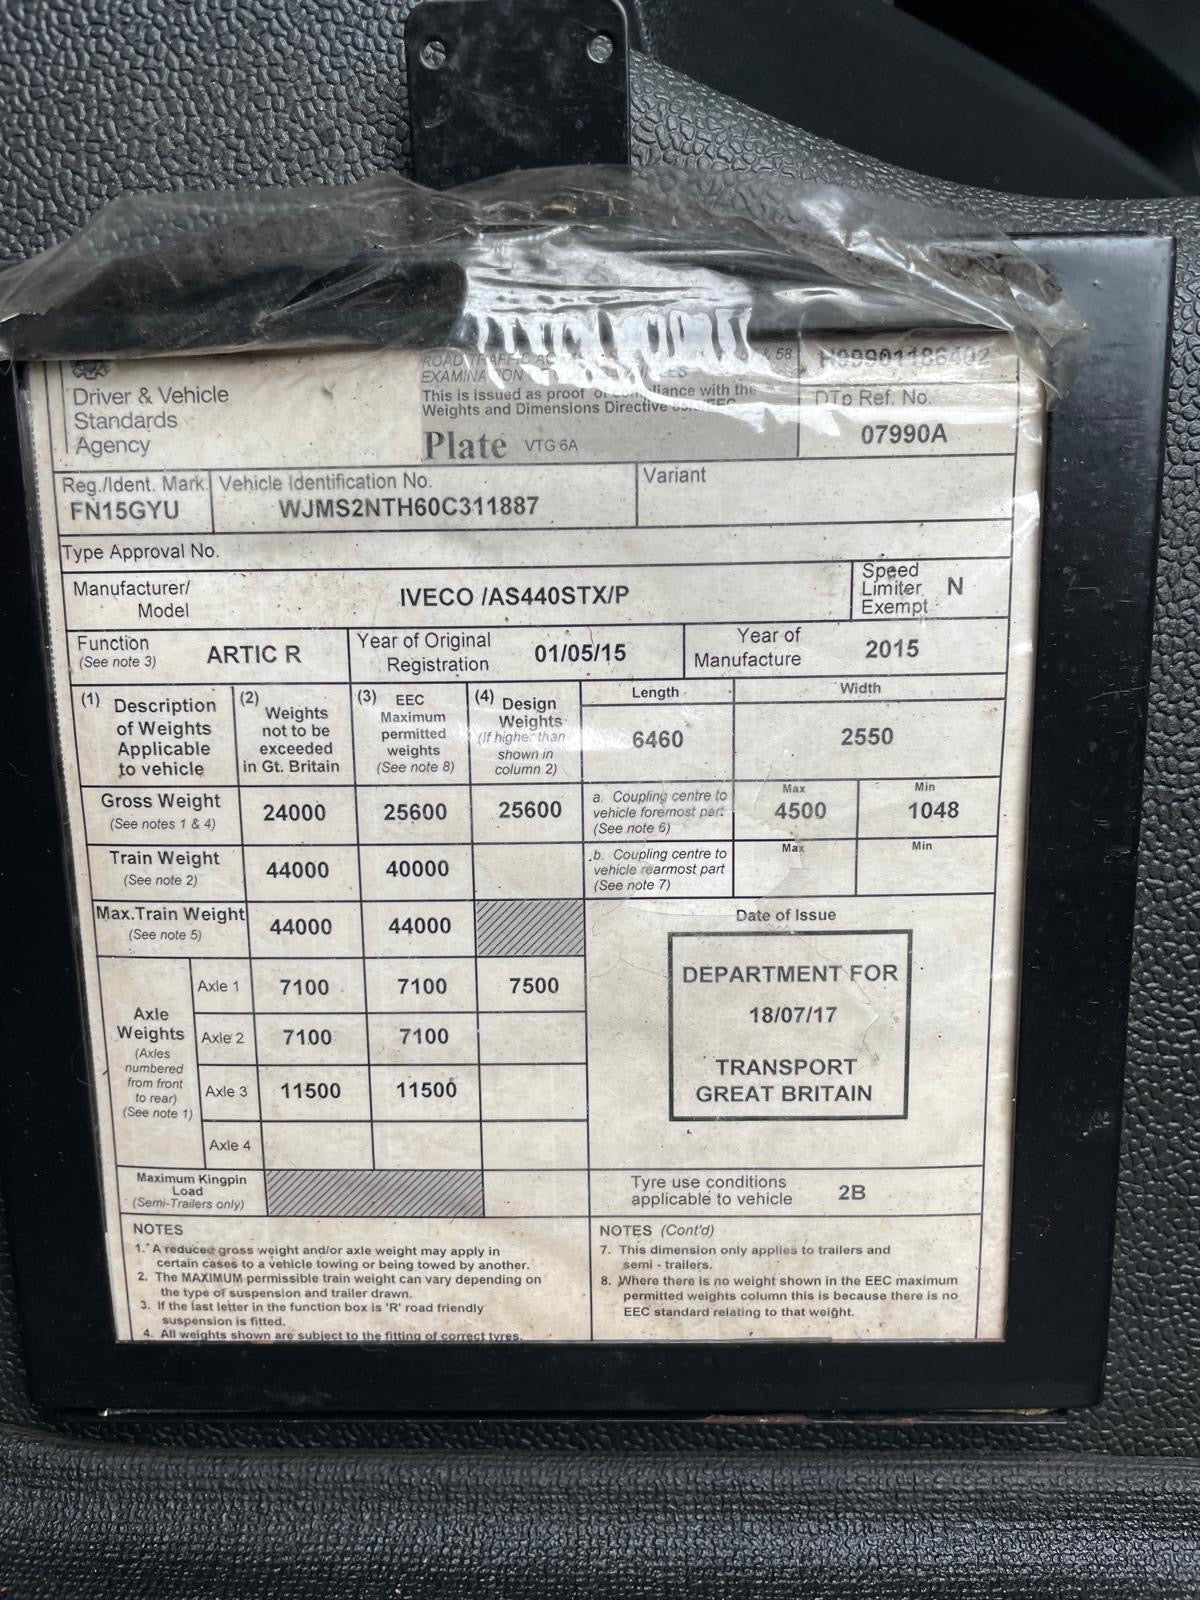 Driver & Vehicle
Standards
Agency
& 58
EXAMINATION
This is issued as proof of compliance with the
Weights and Dimensions Directive
Plate VTG 6A
DTp Ref. No.
07990A
Reg./Ident. Mark
FN15GYU
Vehicle Identification No.
WJMS2NTH60C311887
Variant
Type Approval No.
Manufacturer/
Model
IVECO /AS440STX/P
Speed
Limiter
Exempt
N
Function
(See note 3)
ARTIC R
Year of Original
Registration
01/05/15
Year of
Manufacture
2015
(1) Description
of Weights
Applicable
to vehicle
(2)
Weights
not to be
exceeded
in Gt. Britain
(3) EEC
Maximum
permitted
weights
(See note 8)
(4) Design
Weights
(If higher than
shown in
column 2)
Length
6460
Width
2550
Gross Weight
(See notes 1 & 4)
24000
25600
25600
a. Coupling centre to
vehicle foremost part
(See note 6)
Max
4500
Min
1048
Train Weight
(See note 2)
44000
40000
b. Coupling centre to
vehicle rearmost part
(See note 7)
Max
Min
Max.Train Weight
(See note 5)
44000
44000
Date of Issue
DEPARTMENT FOR
18/07/17
TRANSPORT
GREAT BRITAIN
Axle
Weights
(Axles
numbered
from front
to rear)
(See note 1)
Axle 1
7100
7100
7500
Axle 2
7100
7100
Axle 3
11500
11500
Axle 4
Maximum Kingpin
Load
(Semi-Trailers only)
Tyre use conditions
applicable to vehicle
2B
NOTES
1. A reduced gross weight and/or axle weight may apply in
certain cases to a vehicle towing or being towed by another.
2. The MAXIMUM permissible train weight can vary depending on
the type of suspension and trailer drawn.
3. If the last letter in the function box is 'R' road friendly
suspension is fitted.
4. All weights shown are subject to the fitting of correct tyres.
NOTES (Cont'd)
7. This dimension only applies to trailers and
semi - trailers.
8. Where there is no weight shown in the EEC maximum
permitted weights column this is because there is no
EEC standard relating to that weight.